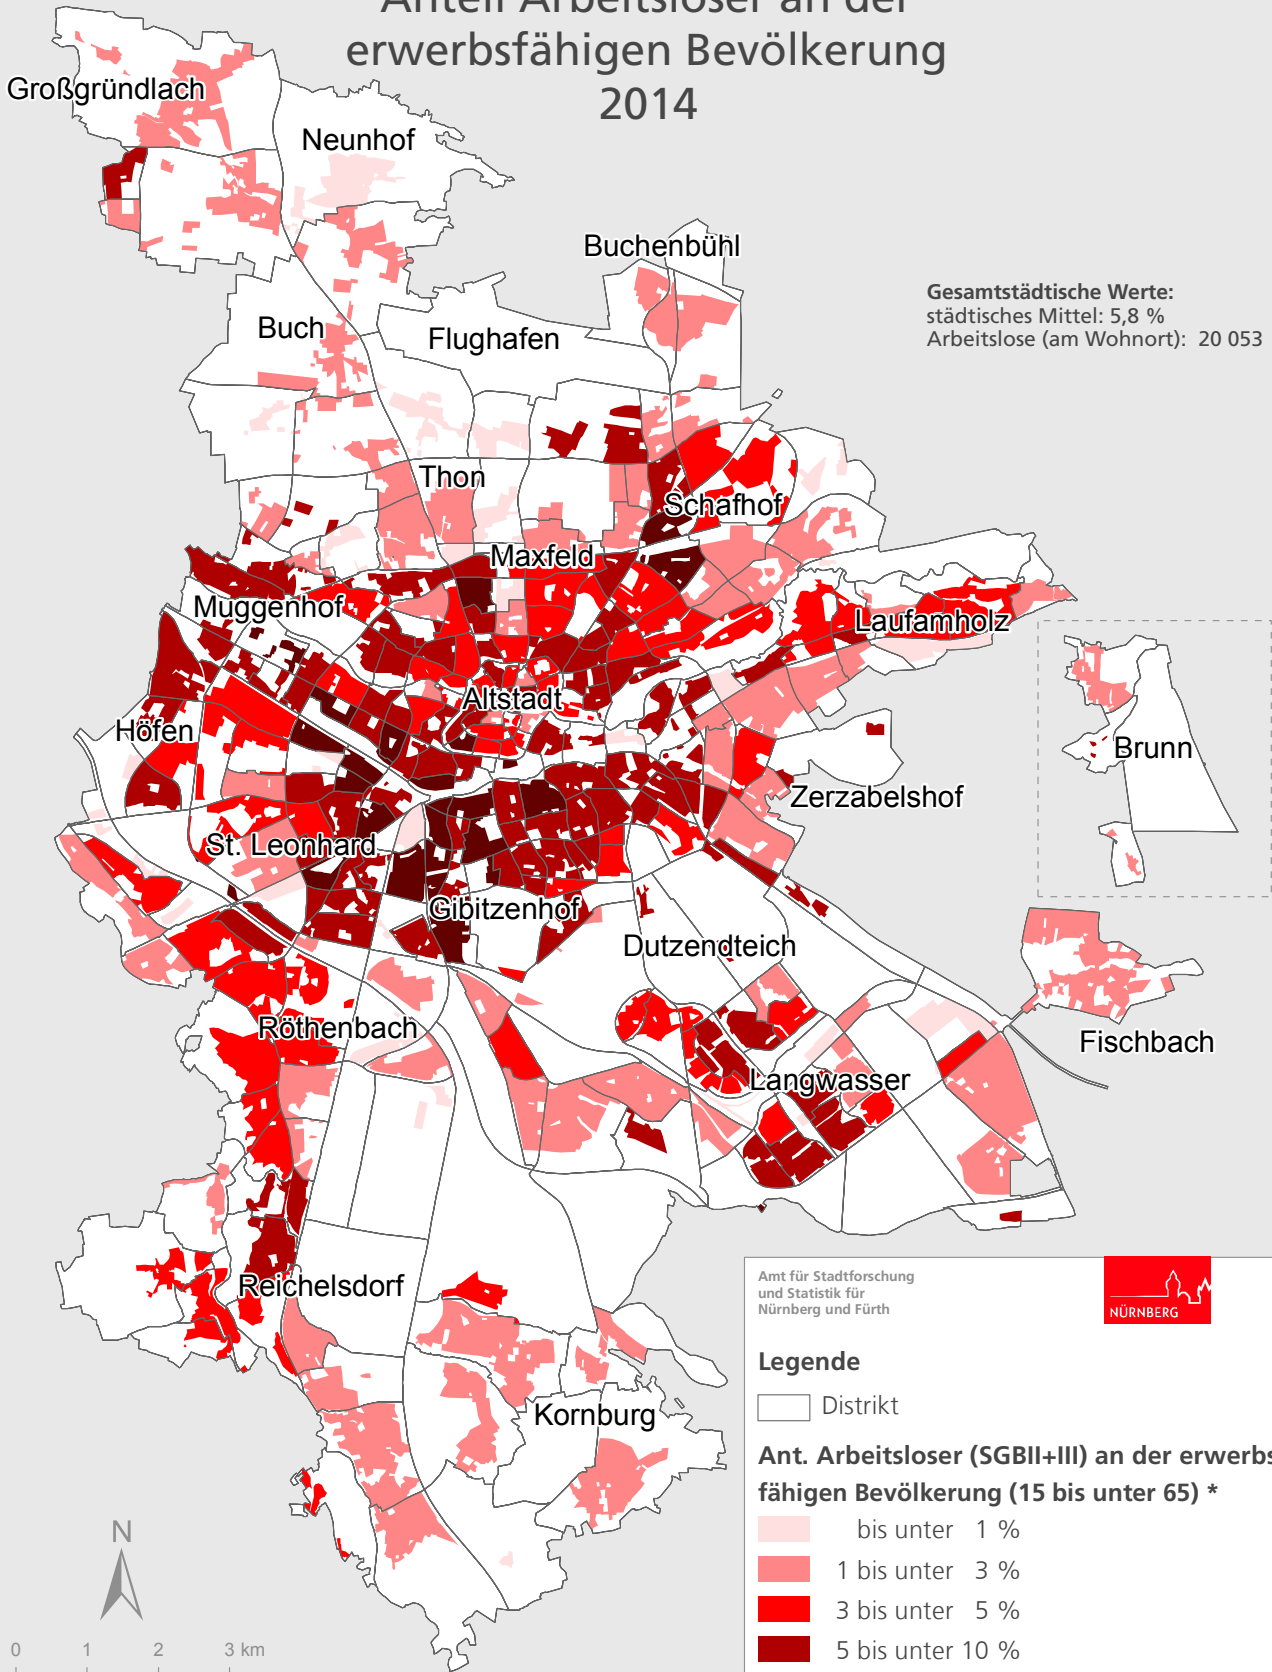 Anteil Arbeitsloser an der
erwerbsfähigen Bevölkerung
2014
Großgründlach
Neunhof
Buchenbühl
Gesamtstädtische Werte:
städtisches Mittel: 5,8 %
Arbeitslose (am Wohnort): 20 053
Buch
Flughafen
Thon
Schafhof
Maxfeld
Muggenhof
Laufamholz
Altstadt
Höfen
Brunn
Zerzabelshof
St. Leonhard
Gibitzenhof
Dutzendteich
Röthenbach
Fischbach
Langwasser
Reichelsdorf
Kornburg
Amt für Stadtforschung
und Statistik für
Nürnberg und Fürth
NÜRNBERG
Legende
Distrikt
Ant. Arbeitsloser (SGBII+III) an der erwerbs
fähigen Bevölkerung (15 bis unter 65) *
bis unter 1 %
1 bis unter 3 %
3 bis unter 5 %
5 bis unter 10 %
N
0 1 2 3 km